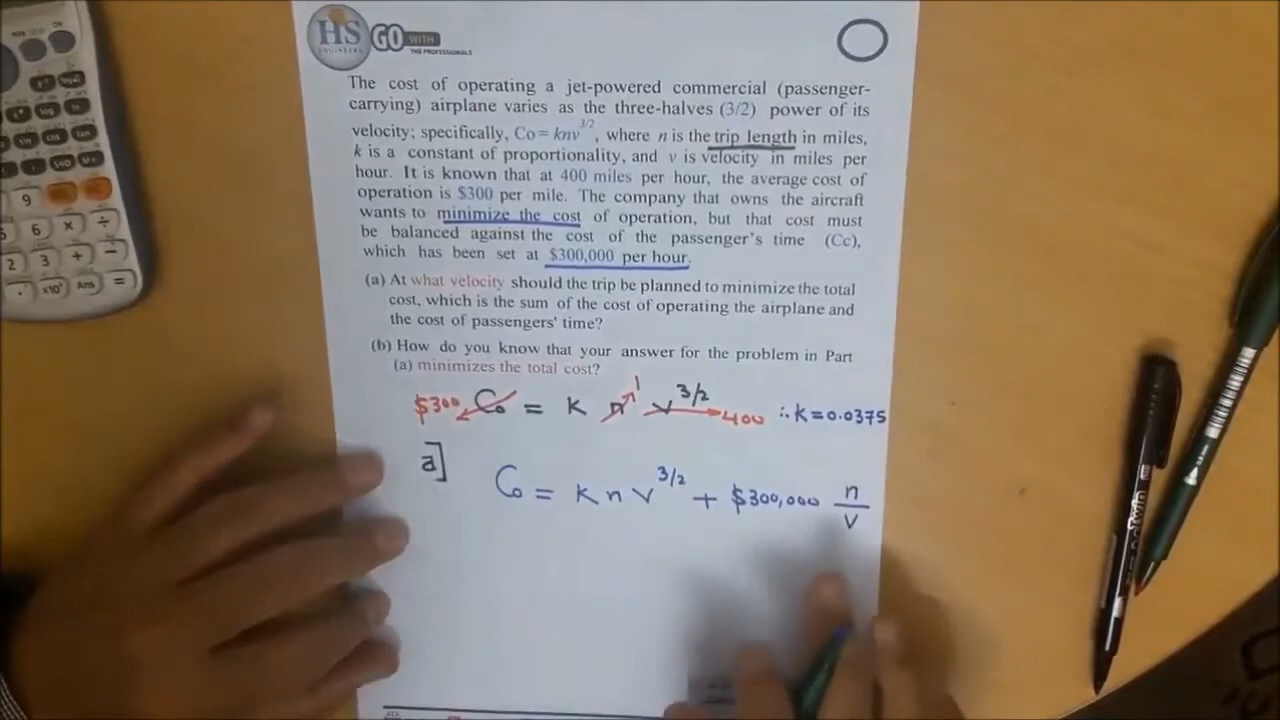 HS
ENGINEERS
GO WITH
THE PROFESSIONALS
The cost of operating a jet-powered commercial (passenger-
carrying) airplane varies as the three-halves (3/2) power of its
velocity; specifically, Co = knv^3/2, where n is the trip length in miles,
k is a constant of proportionality, and v is velocity in miles per
hour. It is known that at 400 miles per hour, the average cost of
operation is $300 per mile. The company that owns the aircraft
wants to minimize the cost of operation, but that cost must
be balanced against the cost of the passenger's time (Cc),
which has been set at $300,000 per hour.
(a) At what velocity should the trip be planned to minimize the total
cost, which is the sum of the cost of operating the airplane and
the cost of passengers' time?
(b) How do you know that your answer for the problem in Part
(a) minimizes the total cost?
$300 Co = k n 1 v^3/2 400 ∴k=0.0375
a] Co = k n v^3/2 + $300,000 n/v
9
6 × ÷
2 3 + −
. ×10ˣ Ans =